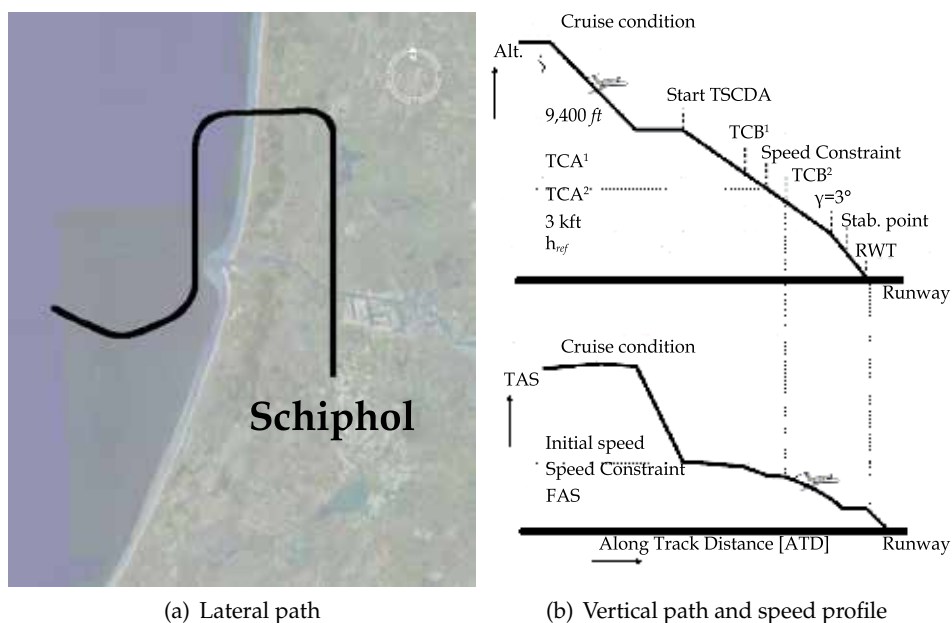 Schiphol
(a) Lateral path
Cruise condition
Alt.
Start TSCDA
9,400 ft
TCB¹
Speed Constraint
TCA¹
TCB²
TCA²
γ=3°
3 kft
Stab. point
h_ref
RWT
Runway
Cruise condition
TAS
Initial speed
Speed Constraint
FAS
Along Track Distance [ATD]
Runway
(b) Vertical path and speed profile